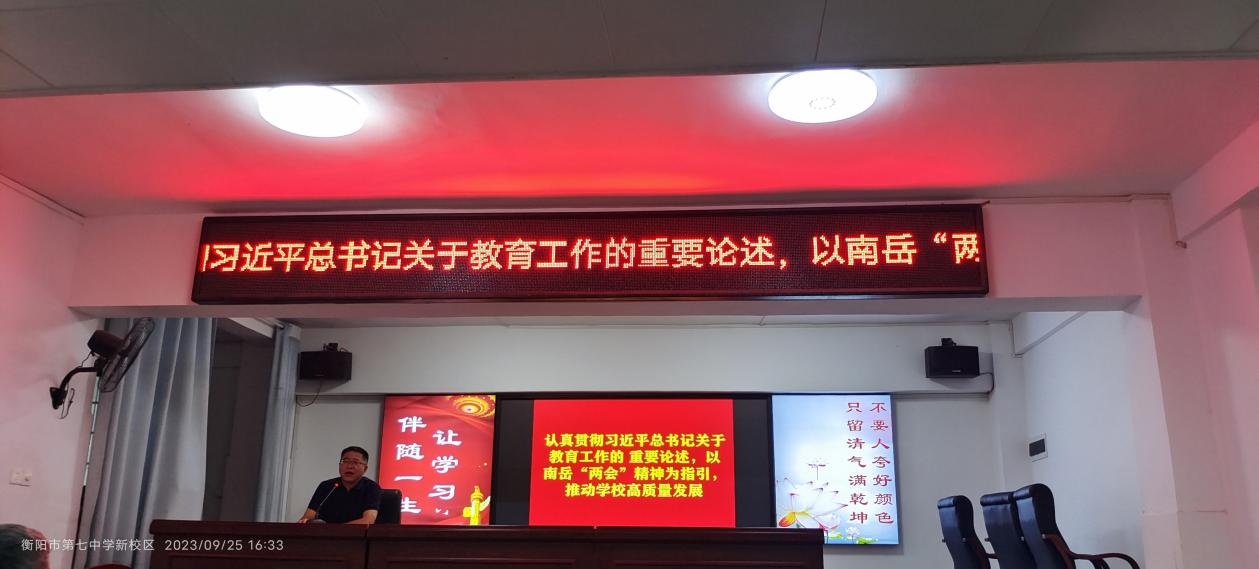 习近平总书记关于教育工作的重要论述，以南岳“两
让学习
伴随一生
认真贯彻习近平总书记关于
教育工作的 重要论述，以
南岳“两会”精神为指引，
推动学校高质量发展
不要人夸好颜色
只留清气满乾坤
衡阳市第七中学新校区 2023/09/25 16:33